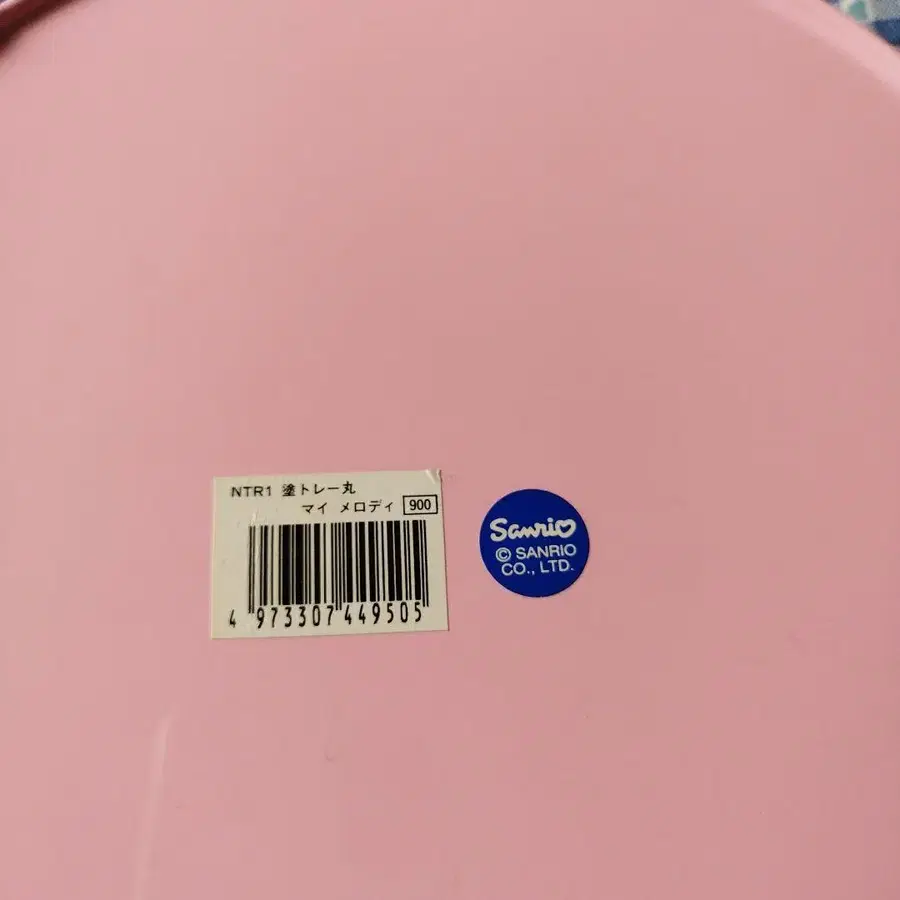 NTR1 塗トレー丸
マイ メロディ 900
4 973307 449505
Sanrio
© SANRIO
CO., LTD.